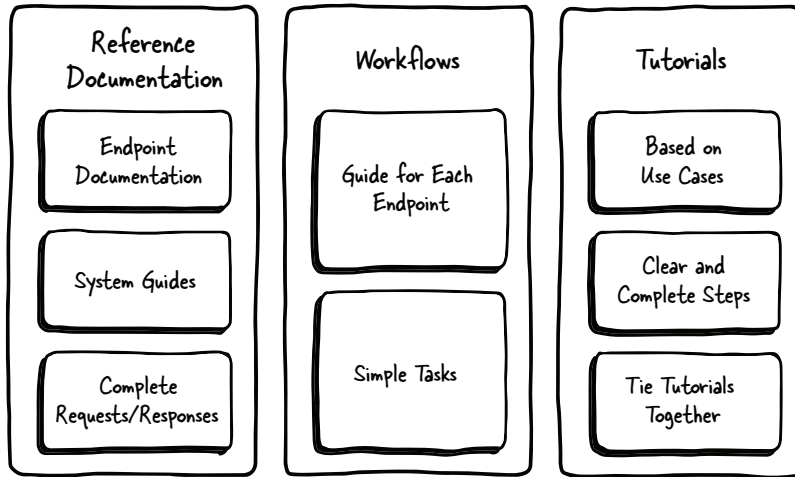 Reference
Documentation
Endpoint
Documentation
System Guides
Complete
Requests/Responses
Workflows
Guide for Each
Endpoint
Simple Tasks
Tutorials
Based on
Use Cases
Clear and
Complete Steps
Tie Tutorials
Together